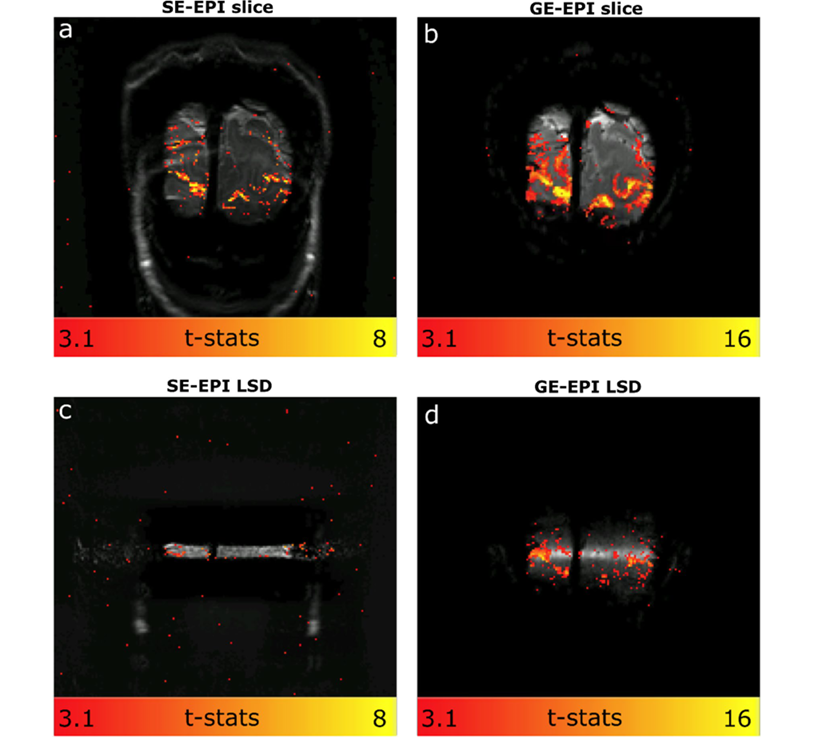 SE-EPI slice
GE-EPI slice
a
b
3.1 t-stats 8
3.1 t-stats 16
SE-EPI LSD
GE-EPI LSD
c
d
3.1 t-stats 8
3.1 t-stats 16